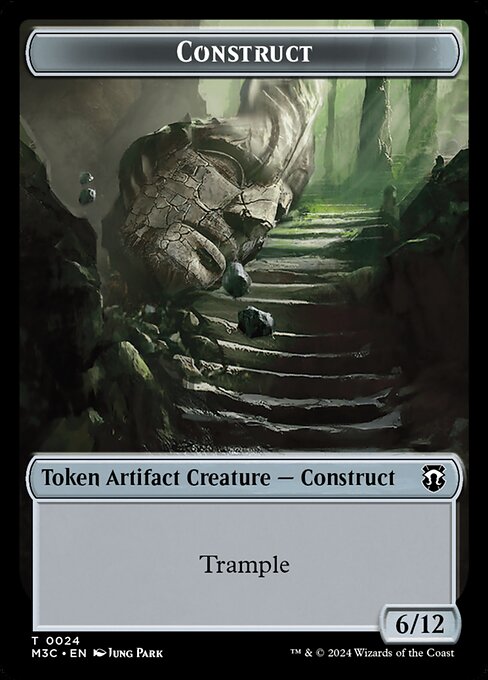 Construct
Token Artifact Creature — Construct
Trample
6/12
T 0024
M3C • EN Jung Park
™ & © 2024 Wizards of the Coast